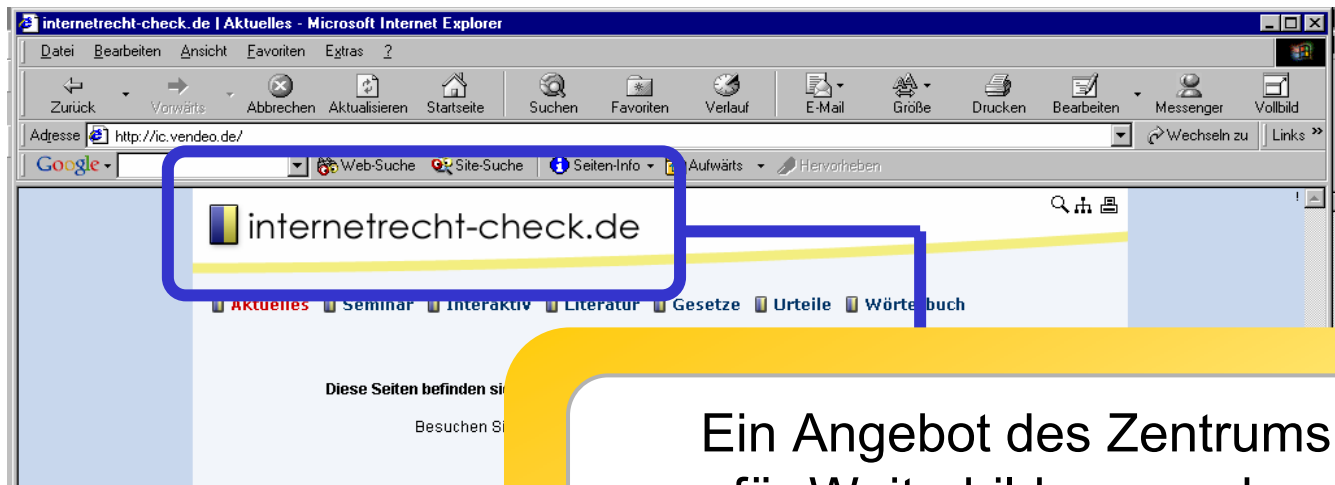 internetrecht-check.de | Aktuelles - Microsoft Internet Explorer
Datei Bearbeiten Ansicht Favoriten Extras ?
Zurück Vorwärts Abbrechen Aktualisieren Startseite Suchen Favoriten Verlauf E-Mail Größe Drucken Bearbeiten Messenger Vollbild
Adresse http://ic.vendeo.de/ Wechseln zu Links »
Google Web-Suche Site-Suche Seiten-Info Aufwärts Hervorheben
internetrecht-check.de
!
Aktuelles Seminar Interaktiv Literatur Gesetze Urteile Wörterbuch
Diese Seiten befinden
Besuchen
Ein Angebot des Zentrums
für